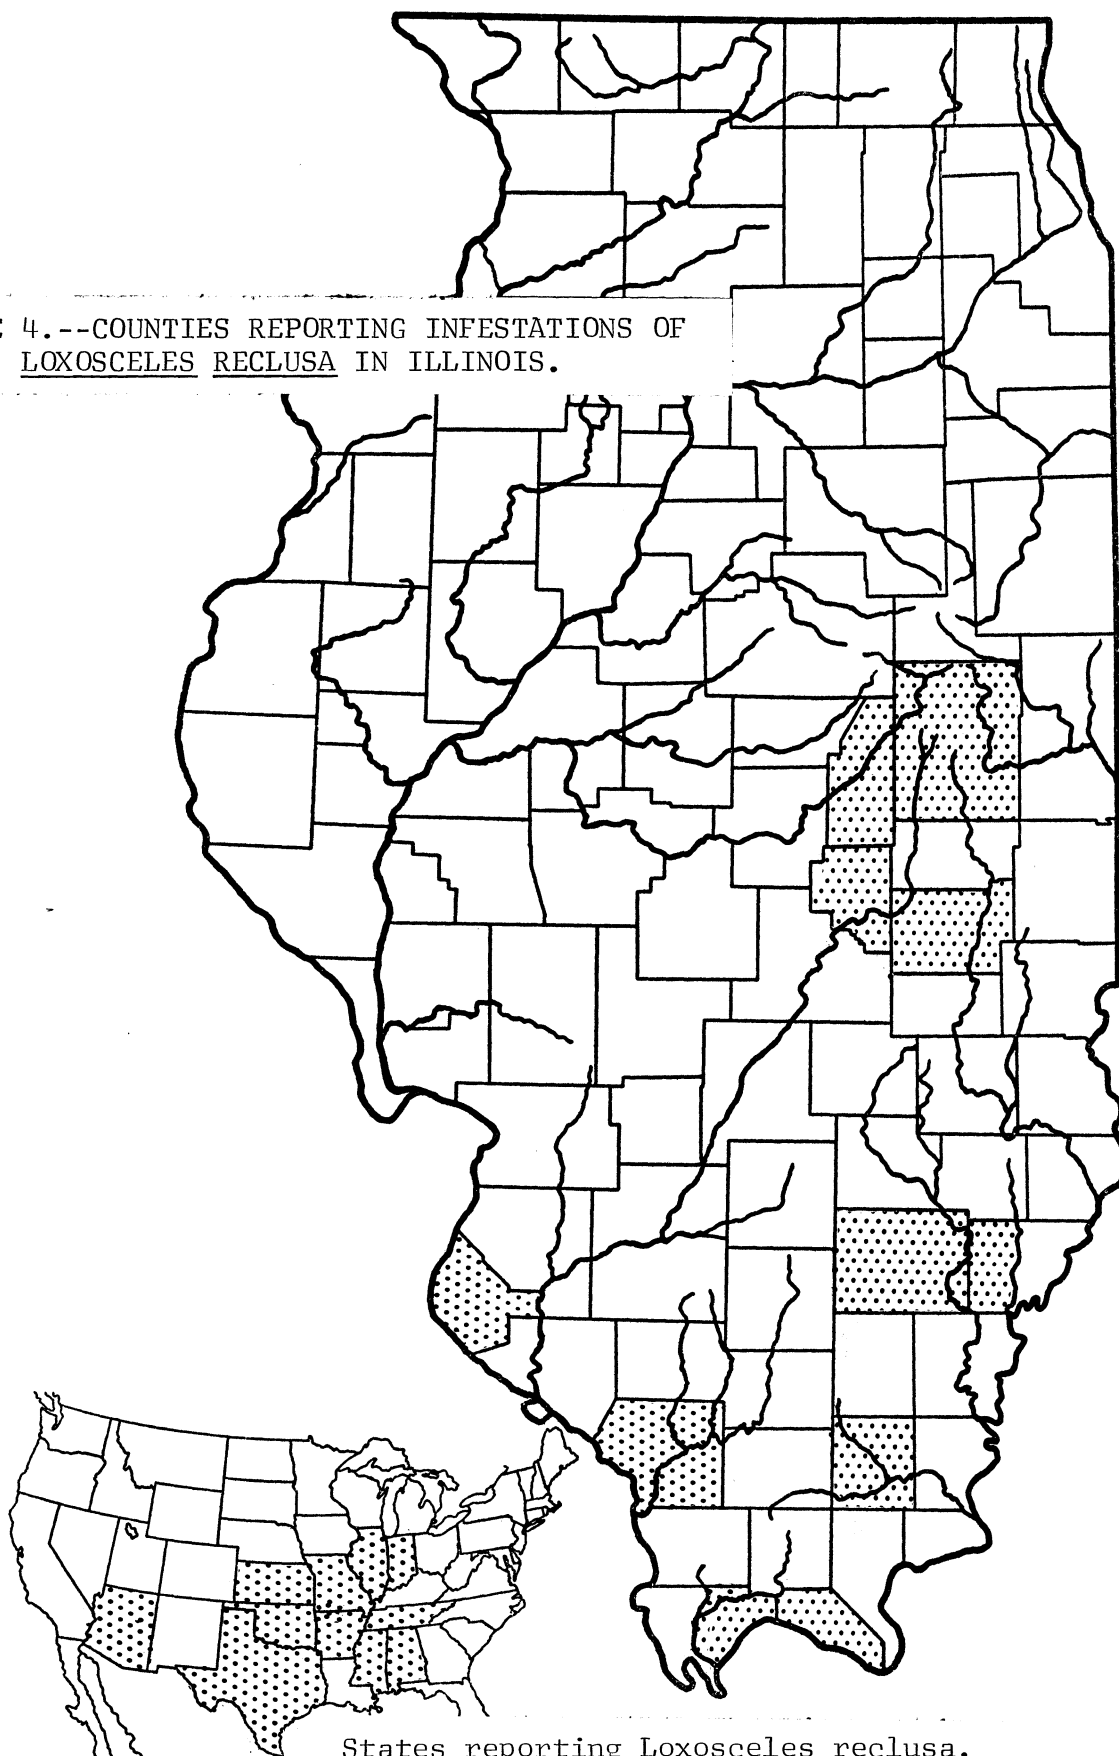 4.--COUNTIES REPORTING INFESTATIONS OF
LOXOSCELES RECLUSA IN ILLINOIS.
States reporting Loxosceles reclusa.